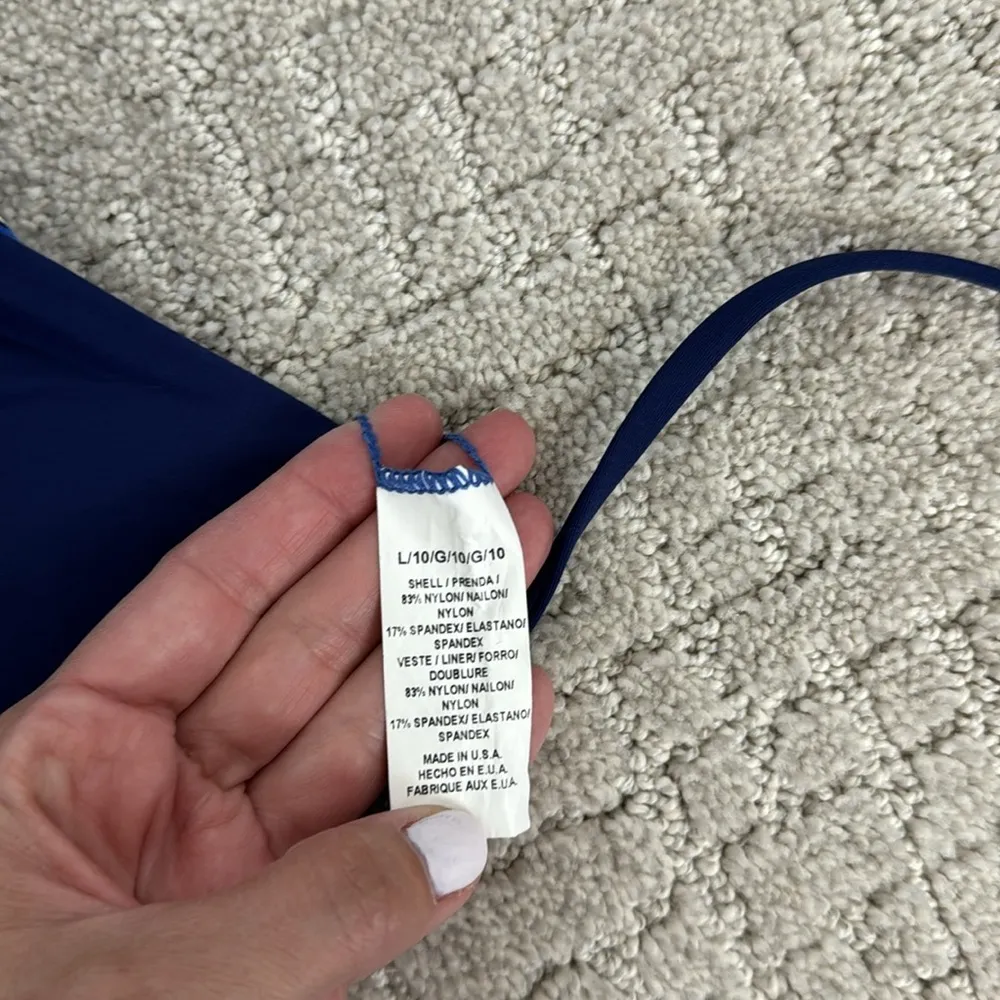 L/10/G/10/G/10
SHELL / PRENDA /
83% NYLON/ NAILON/
NYLON
17% SPANDEX/ ELASTANO/
SPANDEX
VESTE / LINER/ FORRO/
DOUBLURE
83% NYLON/ NAILON/
NYLON
17% SPANDEX/ ELASTANO/
SPANDEX
MADE IN U.S.A.
HECHO EN E.U.A.
FABRIQUE AUX E.U.A.